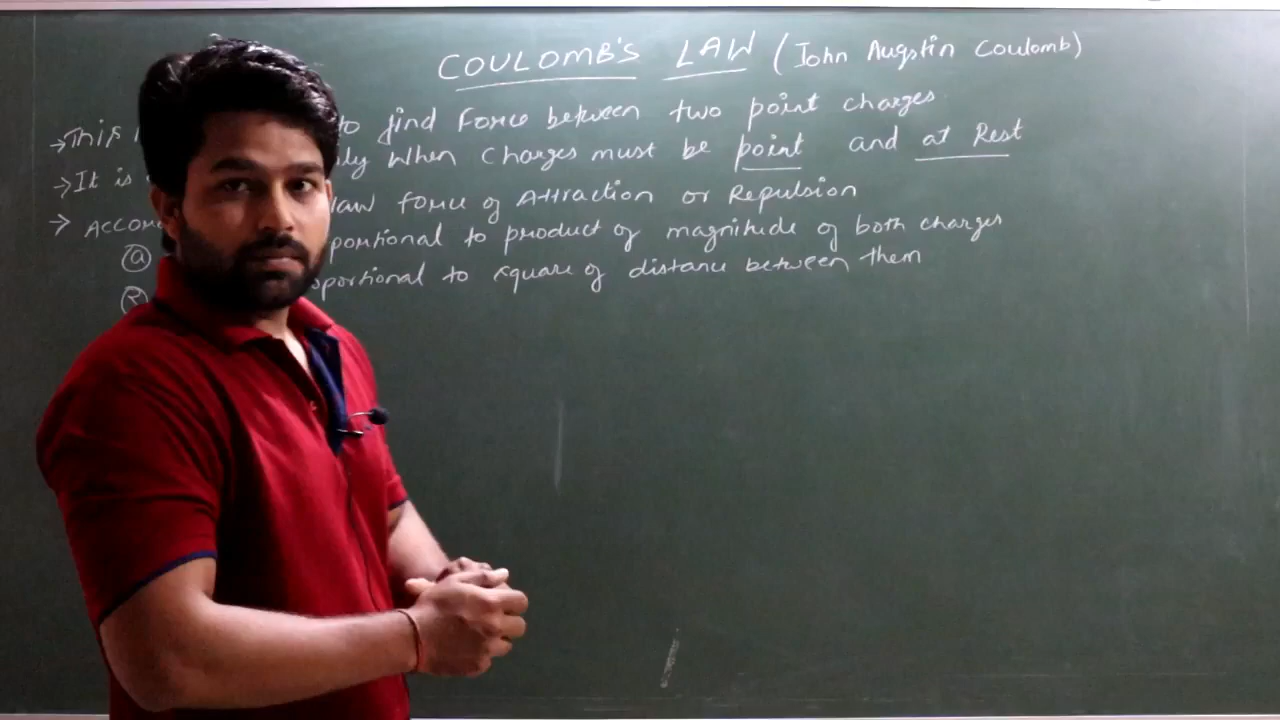 COULOMB'S LAW (John Augstin Coulomb)
→This to find Force between two point charges
→It is only When Charges must be point and at Rest
→ law force of Attraction or Repulsion
(a) portional to product of magnitude of both charges
portional to square of distance between them